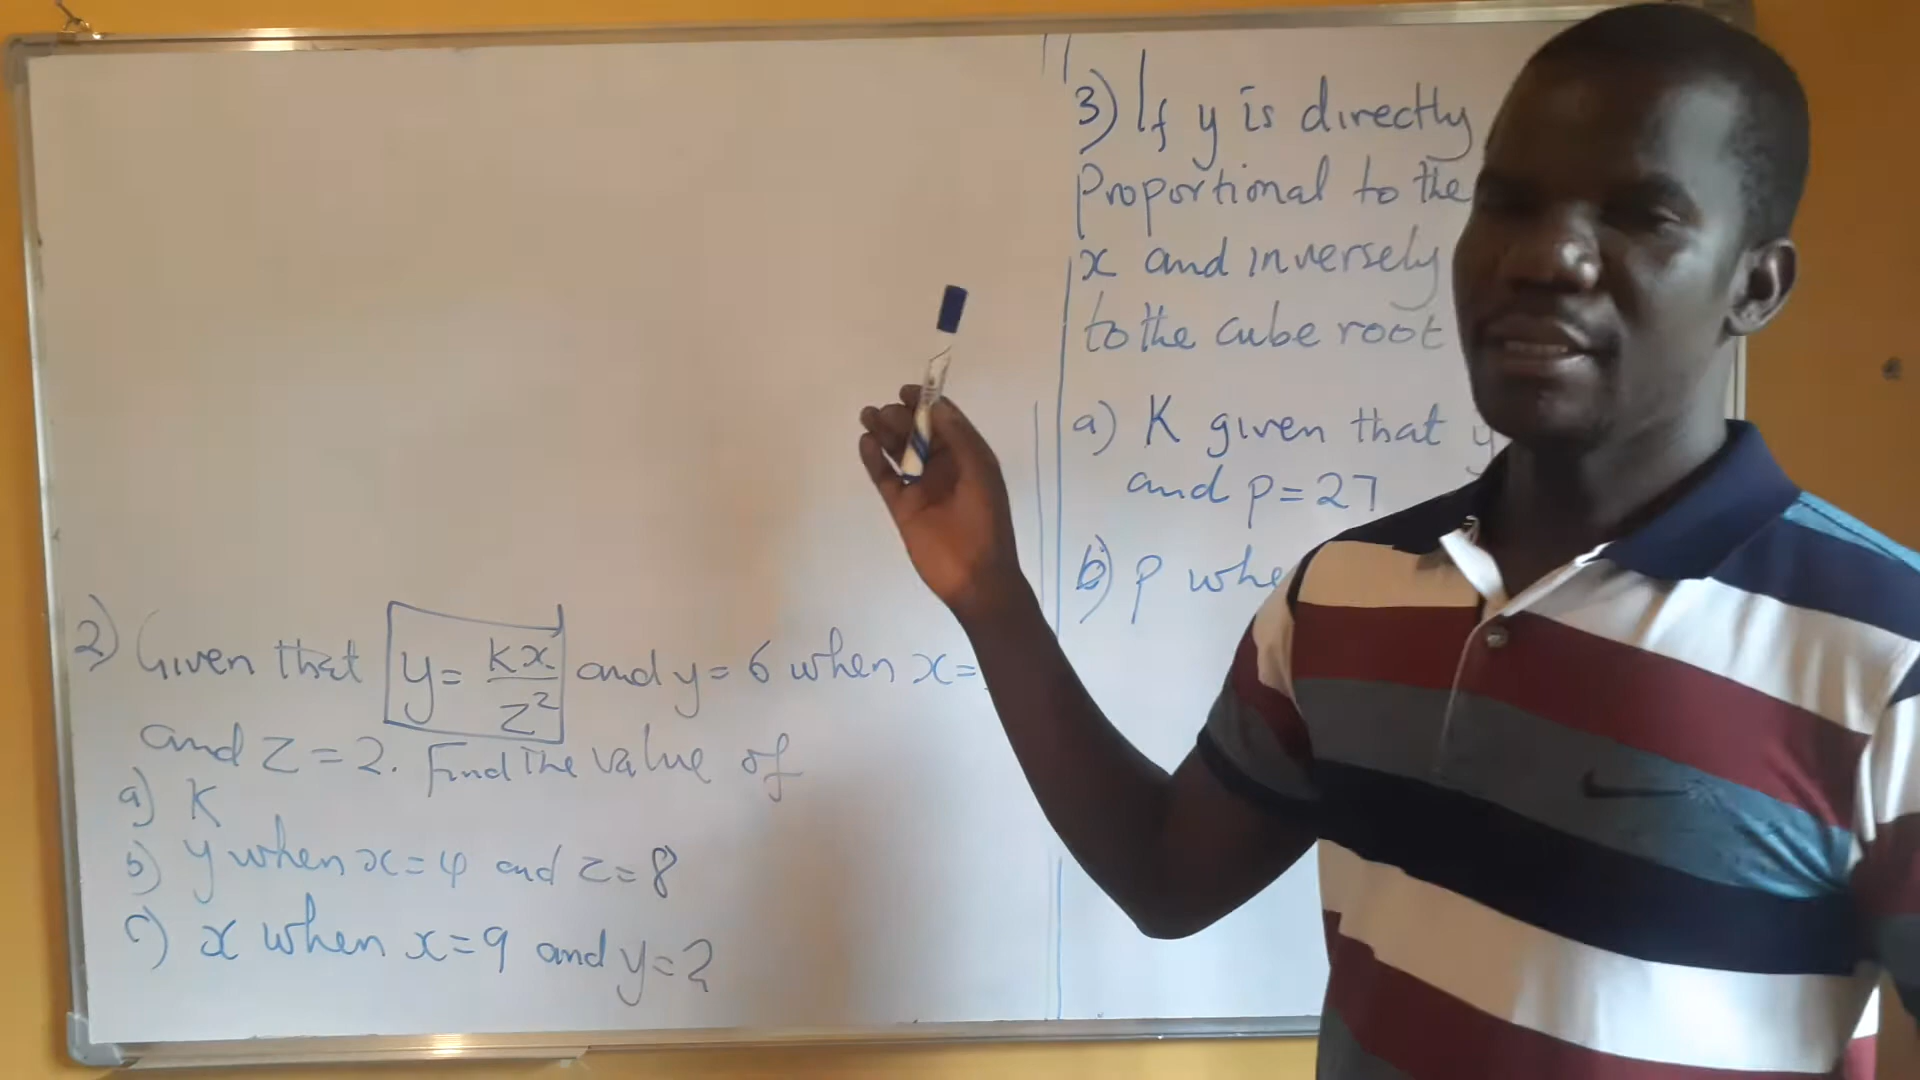 2) Given that y = kx/z² and y = 6 when x =
and z = 2. Find the value of
a) K
b) y when x = 4 and z = 8
c) x when x = 9 and y = 2
3) If y is directly
Proportional to the
x and inversely
to the cube root
a) K given that y
and p = 27
b) p whe